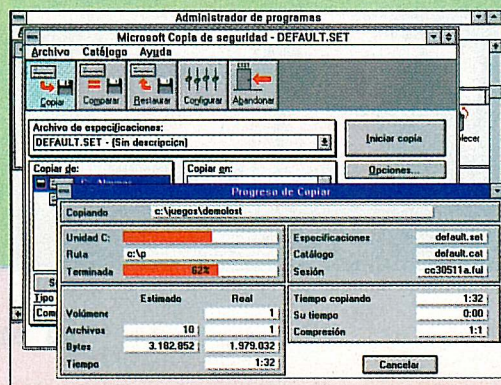 Administrador de programas
Microsoft Copia de seguridad - DEFAULT.SET
Archivo Catálogo Ayuda
Copiar Comparar Restaurar Configurar Abandonar
Archivo de especificaciones:
DEFAULT.SET - (Sin descripción)
Iniciar copia
Copiar de:
Copiar en:
Opciones...
Progreso de Copiar
Copiando c:\juegos\demolost
Unidad C:
Ruta c:\p
Terminada 62%
Especificaciones default.set
Catálogo default.cat
Sesión cc30511a.ful
Estimado Real
Volúmene 1
Archivos 10 1
Bytes 3.182.852 1.979.032
Tiempo 1:32
Tiempo copiando 1:32
Su tiempo 0:00
Compresión 1:1
Cancelar